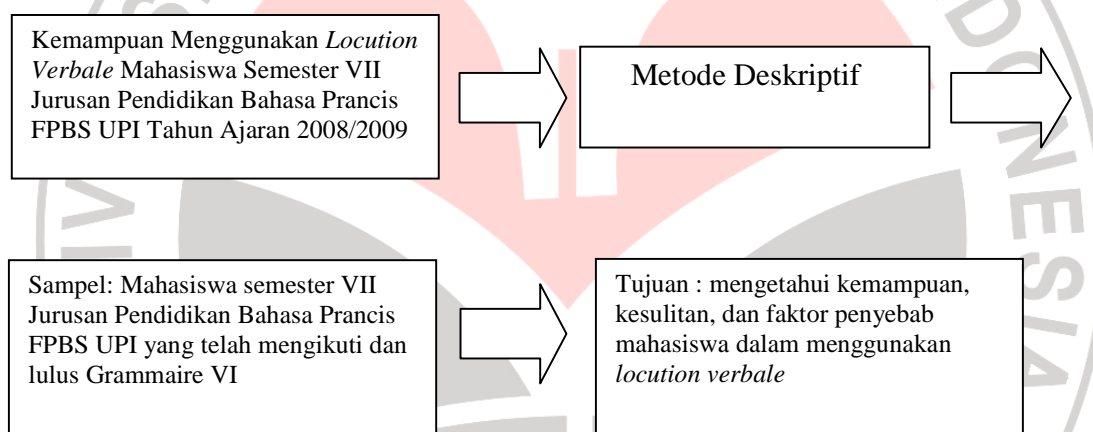 Kemampuan Menggunakan Locution
Verbale Mahasiswa Semester VII
Jurusan Pendidikan Bahasa Prancis
FPBS UPI Tahun Ajaran 2008/2009
Metode Deskriptif
Sampel: Mahasiswa semester VII
Jurusan Pendidikan Bahasa Prancis
FPBS UPI yang telah mengikuti dan
lulus Grammaire VI
Tujuan : mengetahui kemampuan,
kesulitan, dan faktor penyebab
mahasiswa dalam menggunakan
locution verbale